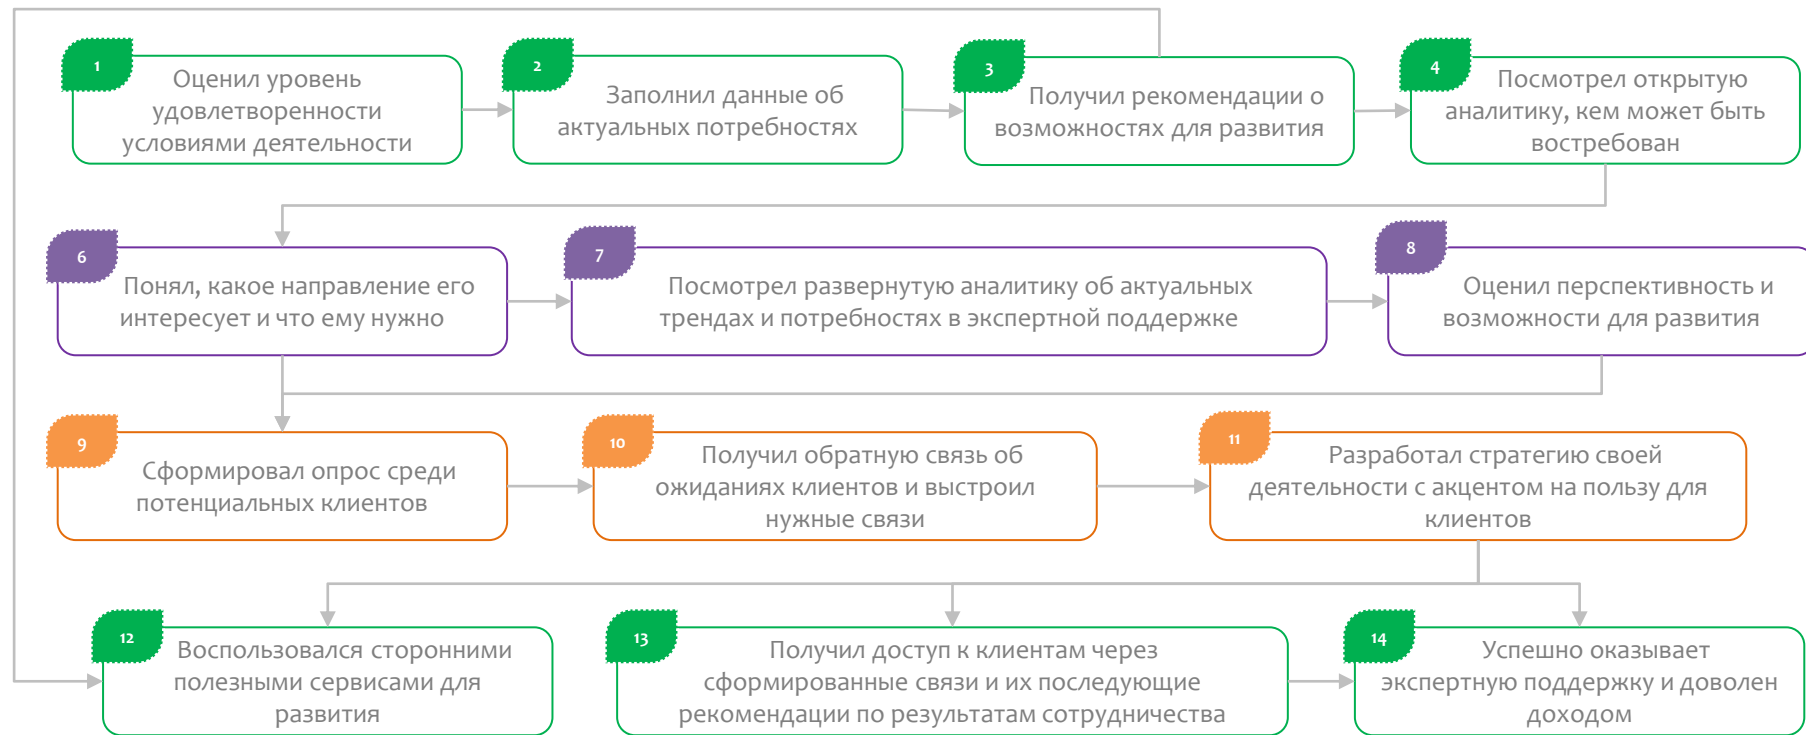 1
Оценил уровень
удовлетворенности
условиями деятельности
2
Заполнил данные об
актуальных потребностях
3
Получил рекомендации о
возможностях для развития
4
Посмотрел открытую
аналитику, кем может быть
востребован
6
Понял, какое направление его
интересует и что ему нужно
7
Посмотрел развернутую аналитику об актуальных
трендах и потребностях в экспертной поддержке
8
Оценил перспективность и
возможности для развития
9
Сформировал опрос среди
потенциальных клиентов
10
Получил обратную связь об
ожиданиях клиентов и выстроил
нужные связи
11
Разработал стратегию своей
деятельности с акцентом на пользу для
клиентов
12
Воспользовался сторонними
полезными сервисами для
развития
13
Получил доступ к клиентам через
сформированные связи и их последующие
рекомендации по результатам сотрудничества
14
Успешно оказывает
экспертную поддержку и доволен
доходом